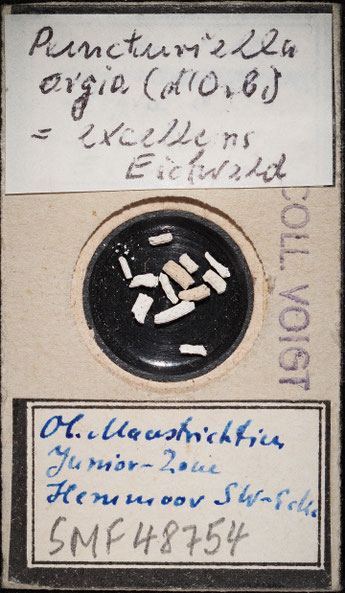 Puncturiella
orgia (d'Orb.)
= excellens
Eichwald
COLL. VOIGT
Ob. Maastrichtien
Junior-Zone
Hemmoor SW-Ecke
SMF 48754